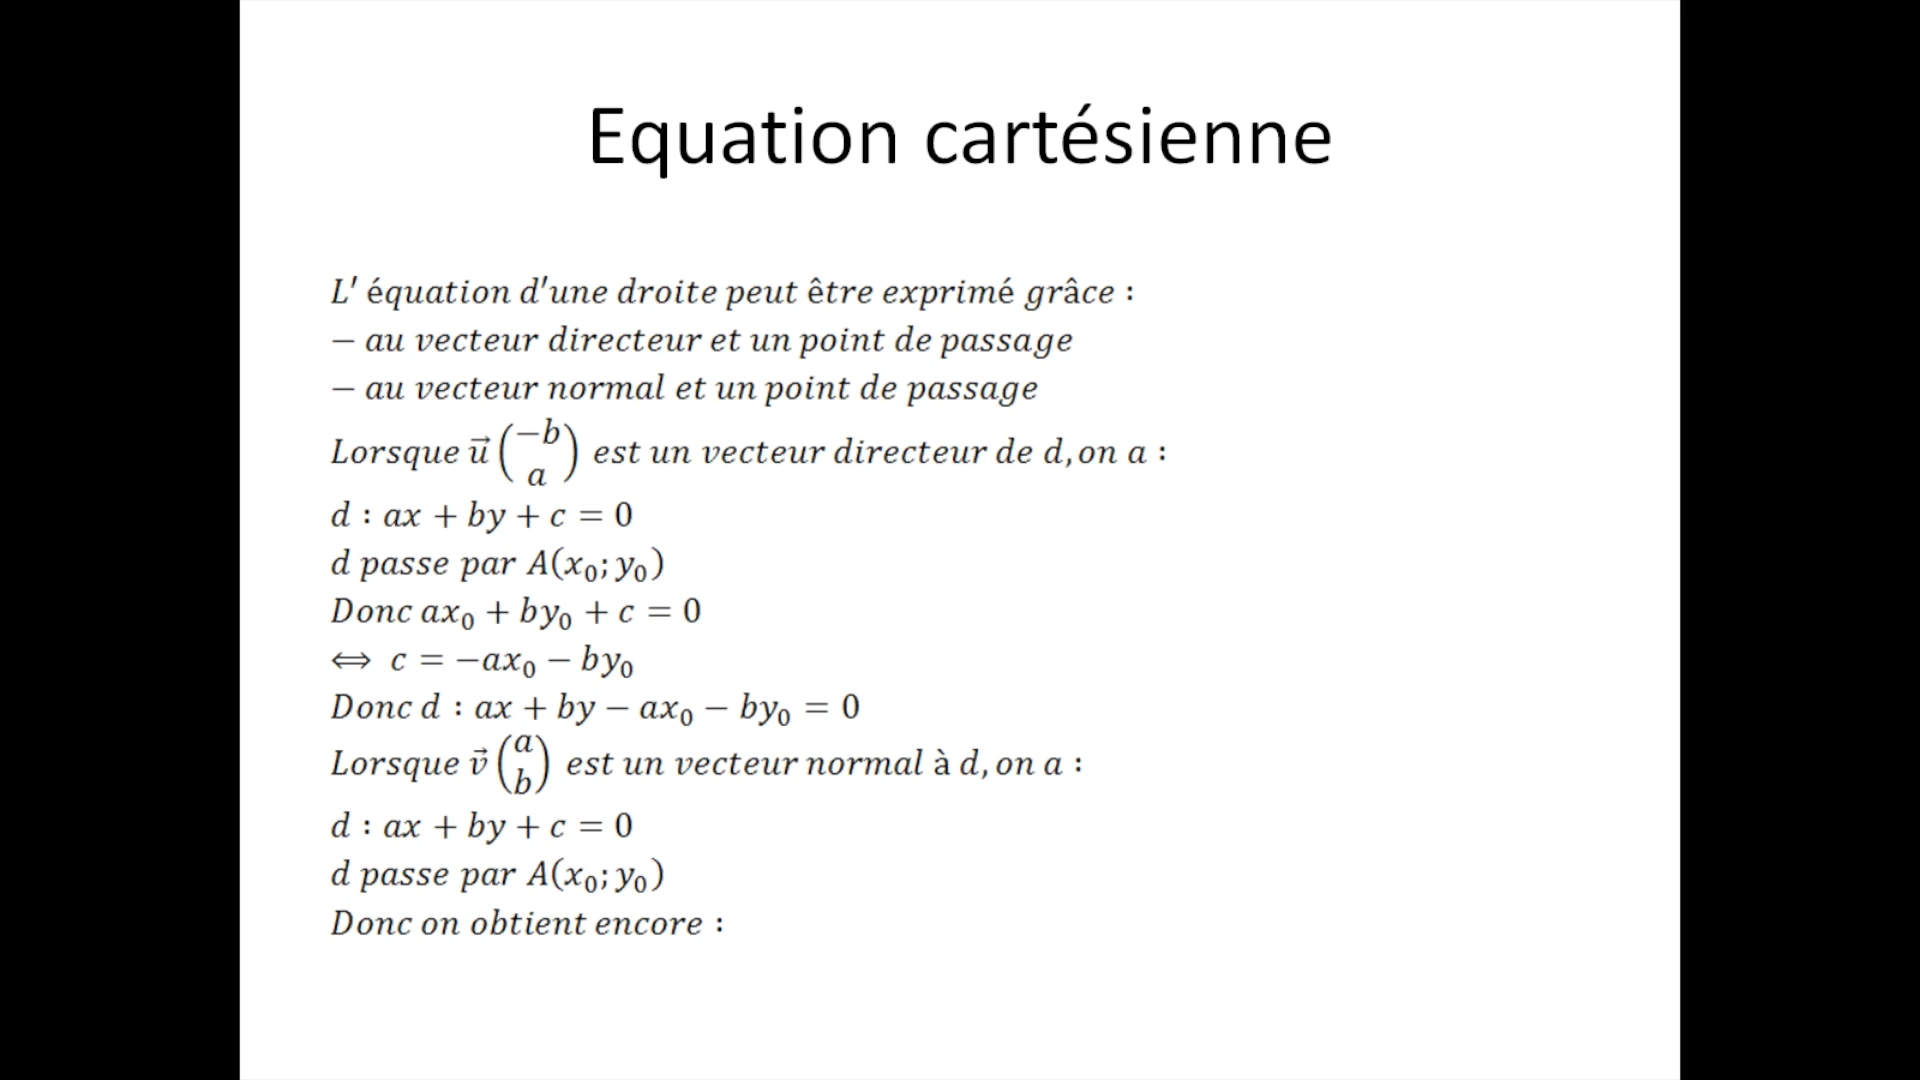 Equation cartésienne
L' équation d'une droite peut être exprimé grâce :
− au vecteur directeur et un point de passage
− au vecteur normal et un point de passage
Lorsque u⃗ (−b a) est un vecteur directeur de d, on a :
d : ax + by + c = 0
d passe par A(x₀; y₀)
Donc ax₀ + by₀ + c = 0
⟺ c = −ax₀ − by₀
Donc d : ax + by − ax₀ − by₀ = 0
Lorsque v⃗ (a b) est un vecteur normal à d, on a :
d : ax + by + c = 0
d passe par A(x₀; y₀)
Donc on obtient encore :